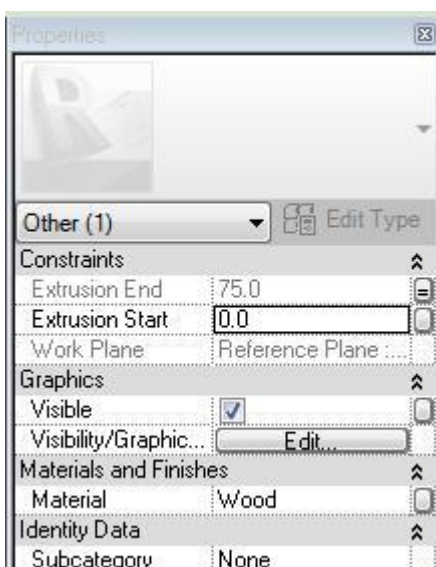 Properties
Other (1) Edit Type
Constraints
Extrusion End 75.0 =
Extrusion Start 0.0
Work Plane Reference Plane :...
Graphics
Visible
Visibility/Graphic... Edit...
Materials and Finishes
Material Wood
Identity Data
Subcategory None